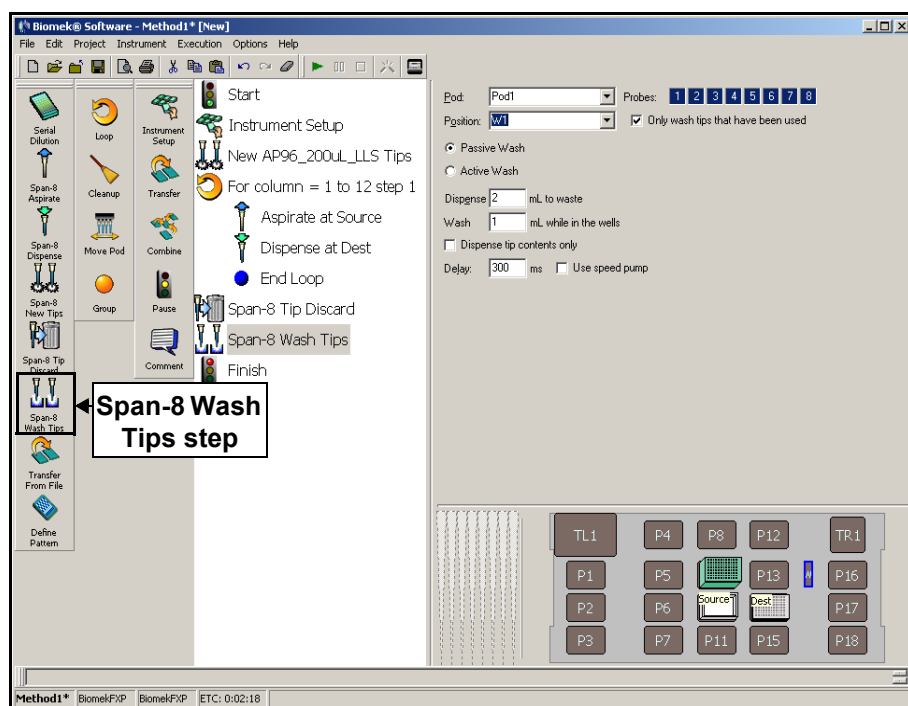 Biomek® Software - Method1* [New]
File Edit Project Instrument Execution Options Help
Serial
Dilution
Span-8
Aspirate
Span-8
Dispense
Span-8
New Tips
Span-8 Tip
Discard
Span-8
Wash Tips
Transfer
From File
Define
Pattern
Loop
Cleanup
Move Pod
Group
Instrument
Setup
Transfer
Combine
Pause
Comment
Start
Instrument Setup
New AP96_200uL_LLS Tips
For column = 1 to 12 step 1
Aspirate at Source
Dispense at Dest
End Loop
Span-8 Tip Discard
Span-8 Wash Tips
Finish
Span-8 Wash
Tips step
Pod: Pod1 Probes: 1 2 3 4 5 6 7 8
Position: W1 Only wash tips that have been used
Passive Wash
Active Wash
Dispense 2 mL to waste
Wash 1 mL while in the wells
Dispense tip contents only
Delay: 300 ms Use speed pump
TL1 P4 P8 P12 TR1
P1 P5 P13 P16
P2 P6 Source Dest P17
P3 P7 P11 P15 P18
Method1* BiomekFXP BiomekFXP ETC: 0:02:18